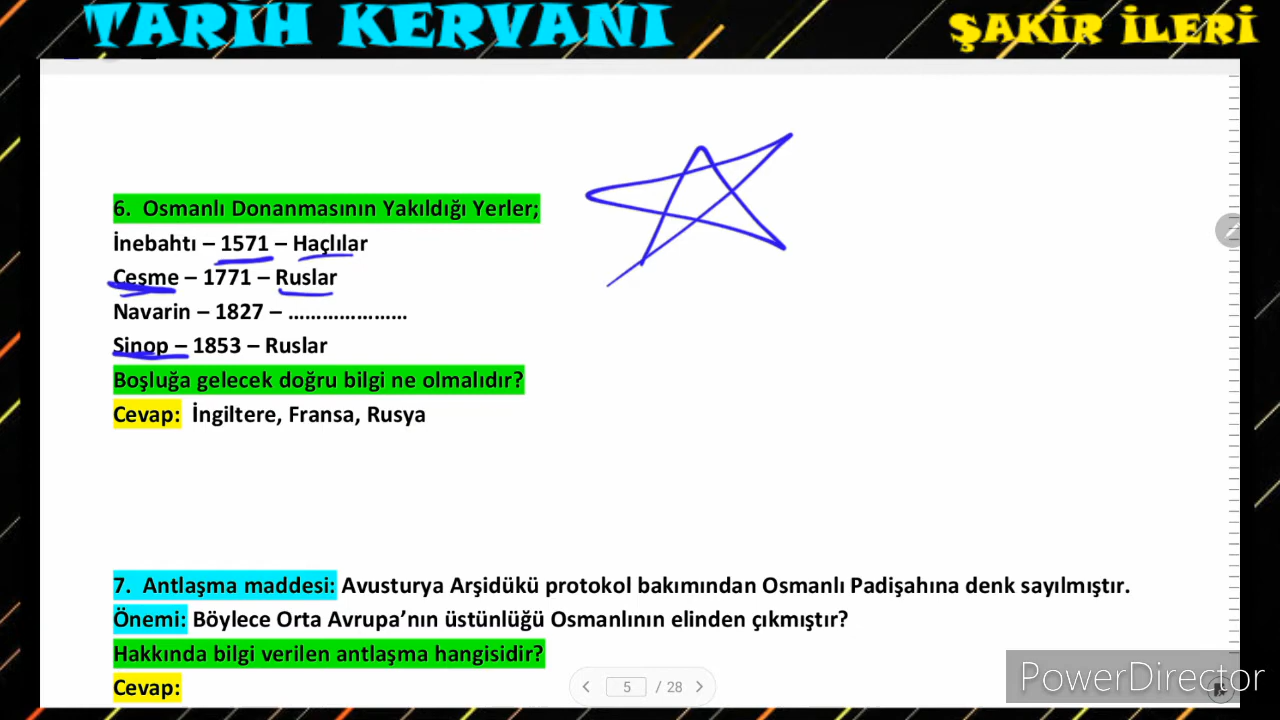 TARİH KERVANI
ŞAKİR İLERİ
6. Osmanlı Donanmasının Yakıldığı Yerler;
İnebahtı – 1571 – Haçlılar
Çeşme – 1771 – Ruslar
Navarin – 1827 – .....................
Sinop – 1853 – Ruslar
Boşluğa gelecek doğru bilgi ne olmalıdır?
Cevap: İngiltere, Fransa, Rusya
7. Antlaşma maddesi: Avusturya Arşidükü protokol bakımından Osmanlı Padişahına denk sayılmıştır.
Önemi: Böylece Orta Avrupa’nın üstünlüğü Osmanlının elinden çıkmıştır?
Hakkında bilgi verilen antlaşma hangisidir?
Cevap:
5 / 28
PowerDirector